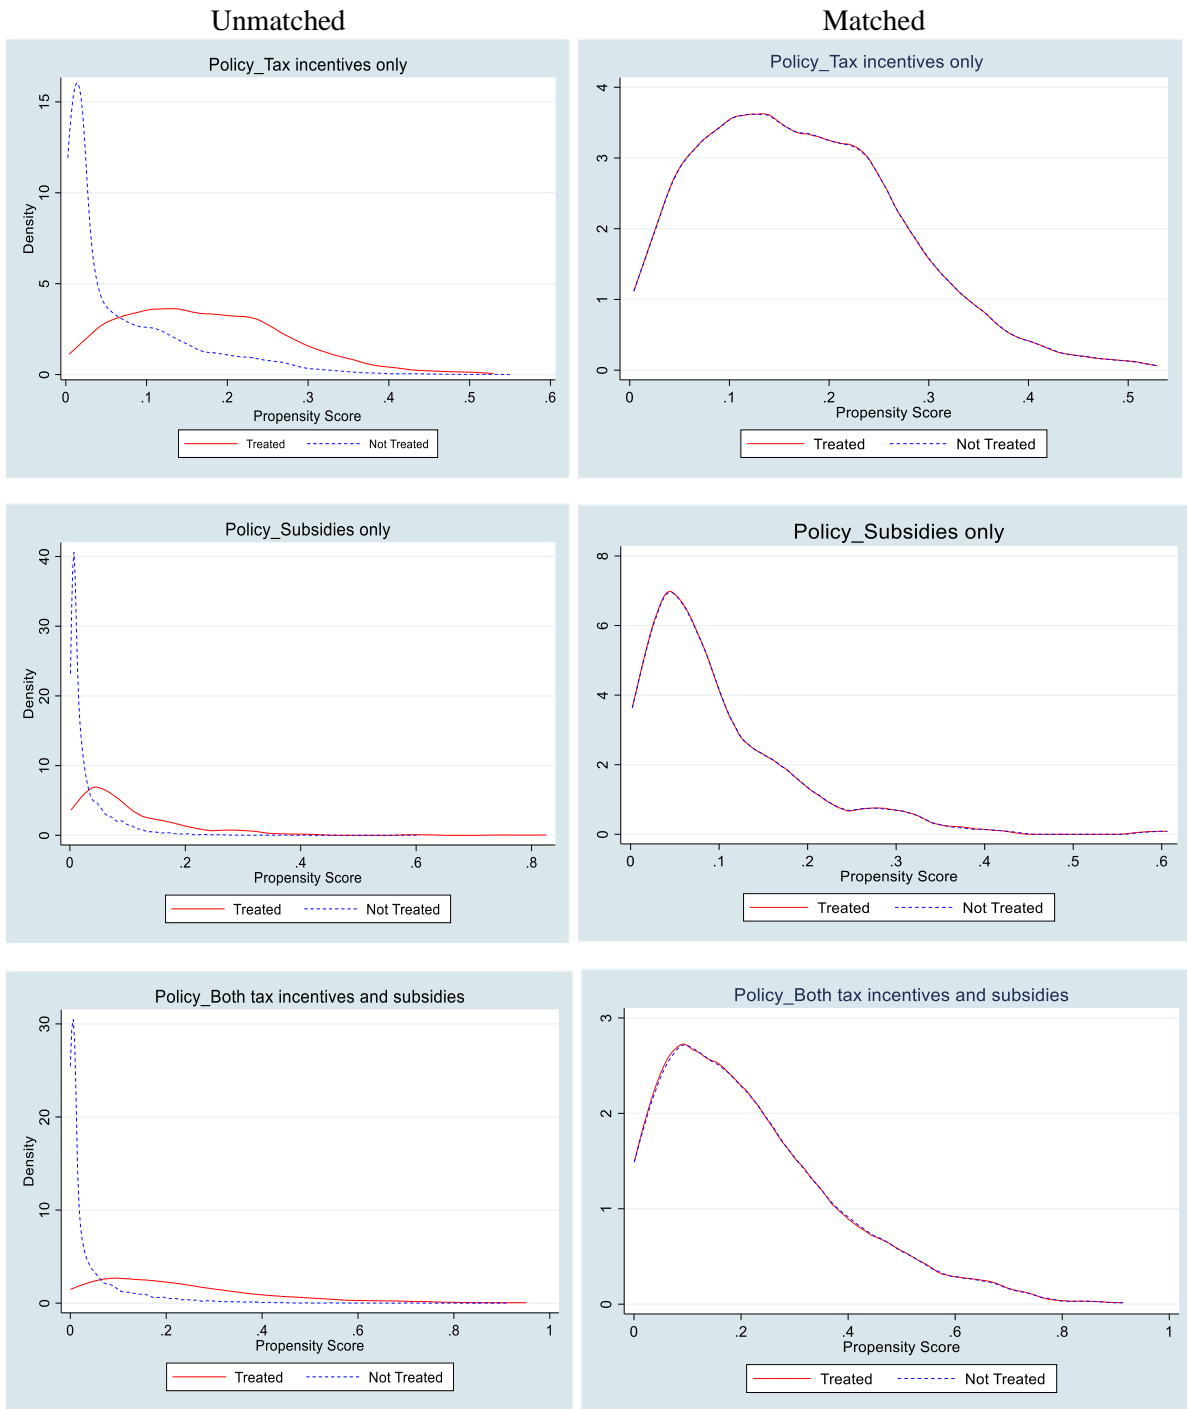 Unmatched
Matched
Policy_Tax incentives only
Density
0
5
10
15
0 .1 .2 .3 .4 .5 .6
Propensity Score
Treated Not Treated
Policy_Tax incentives only
0
1
2
3
4
0 .1 .2 .3 .4 .5
Propensity Score
Treated Not Treated
Policy_Subsidies only
Density
0
10
20
30
40
0 .2 .4 .6 .8
Propensity Score
Treated Not Treated
Policy_Subsidies only
0
2
4
6
8
0 .1 .2 .3 .4 .5 .6
Propensity Score
Treated Not Treated
Policy_Both tax incentives and subsidies
Density
0
10
20
30
0 .2 .4 .6 .8 1
Propensity Score
Treated Not Treated
Policy_Both tax incentives and subsidies
0
1
2
3
0 .2 .4 .6 .8 1
Propensity Score
Treated Not Treated